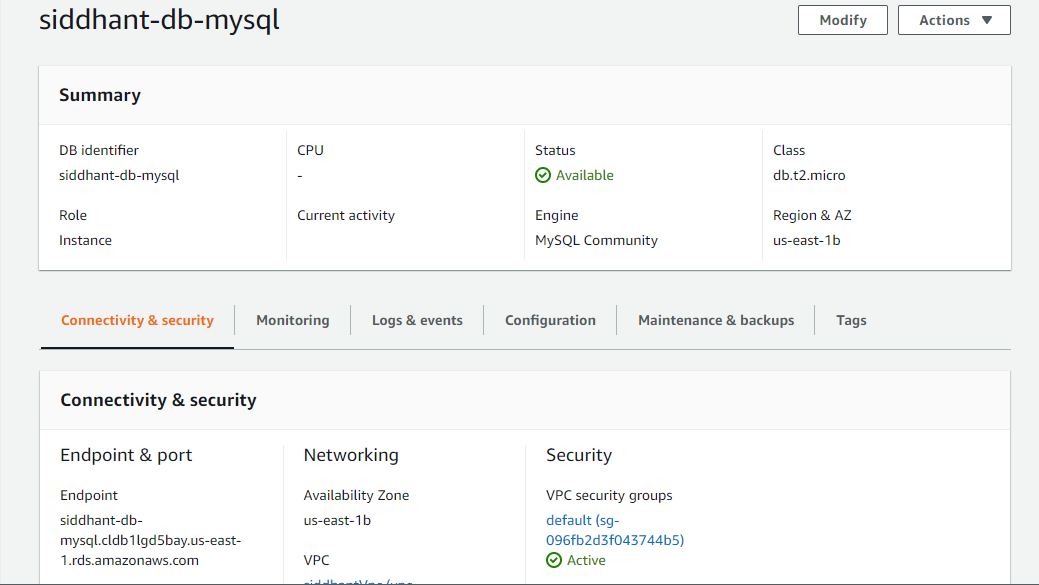 siddhant-db-mysql
Modify
Actions
Summary
DB identifier
siddhant-db-mysql
Role
Instance
CPU
-
Current activity
Status
Available
Engine
MySQL Community
Class
db.t2.micro
Region & AZ
us-east-1b
Connectivity & security
Monitoring
Logs & events
Configuration
Maintenance & backups
Tags
Connectivity & security
Endpoint & port
Endpoint
siddhant-db-
mysql.cldb1lgd5bay.us-east-
1.rds.amazonaws.com
Networking
Availability Zone
us-east-1b
VPC
Security
VPC security groups
default (sg-
096fb2d3f043744b5)
Active